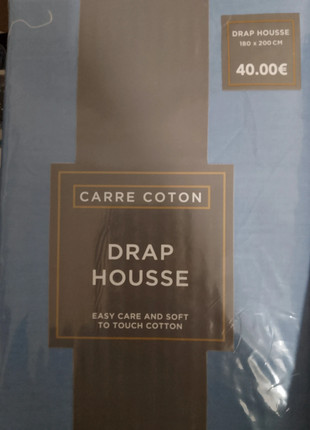 DRAP HOUSSE
180 x 200 CM
40.00€
CARRE COTON
DRAP
HOUSSE
EASY CARE AND SOFT
TO TOUCH COTTON